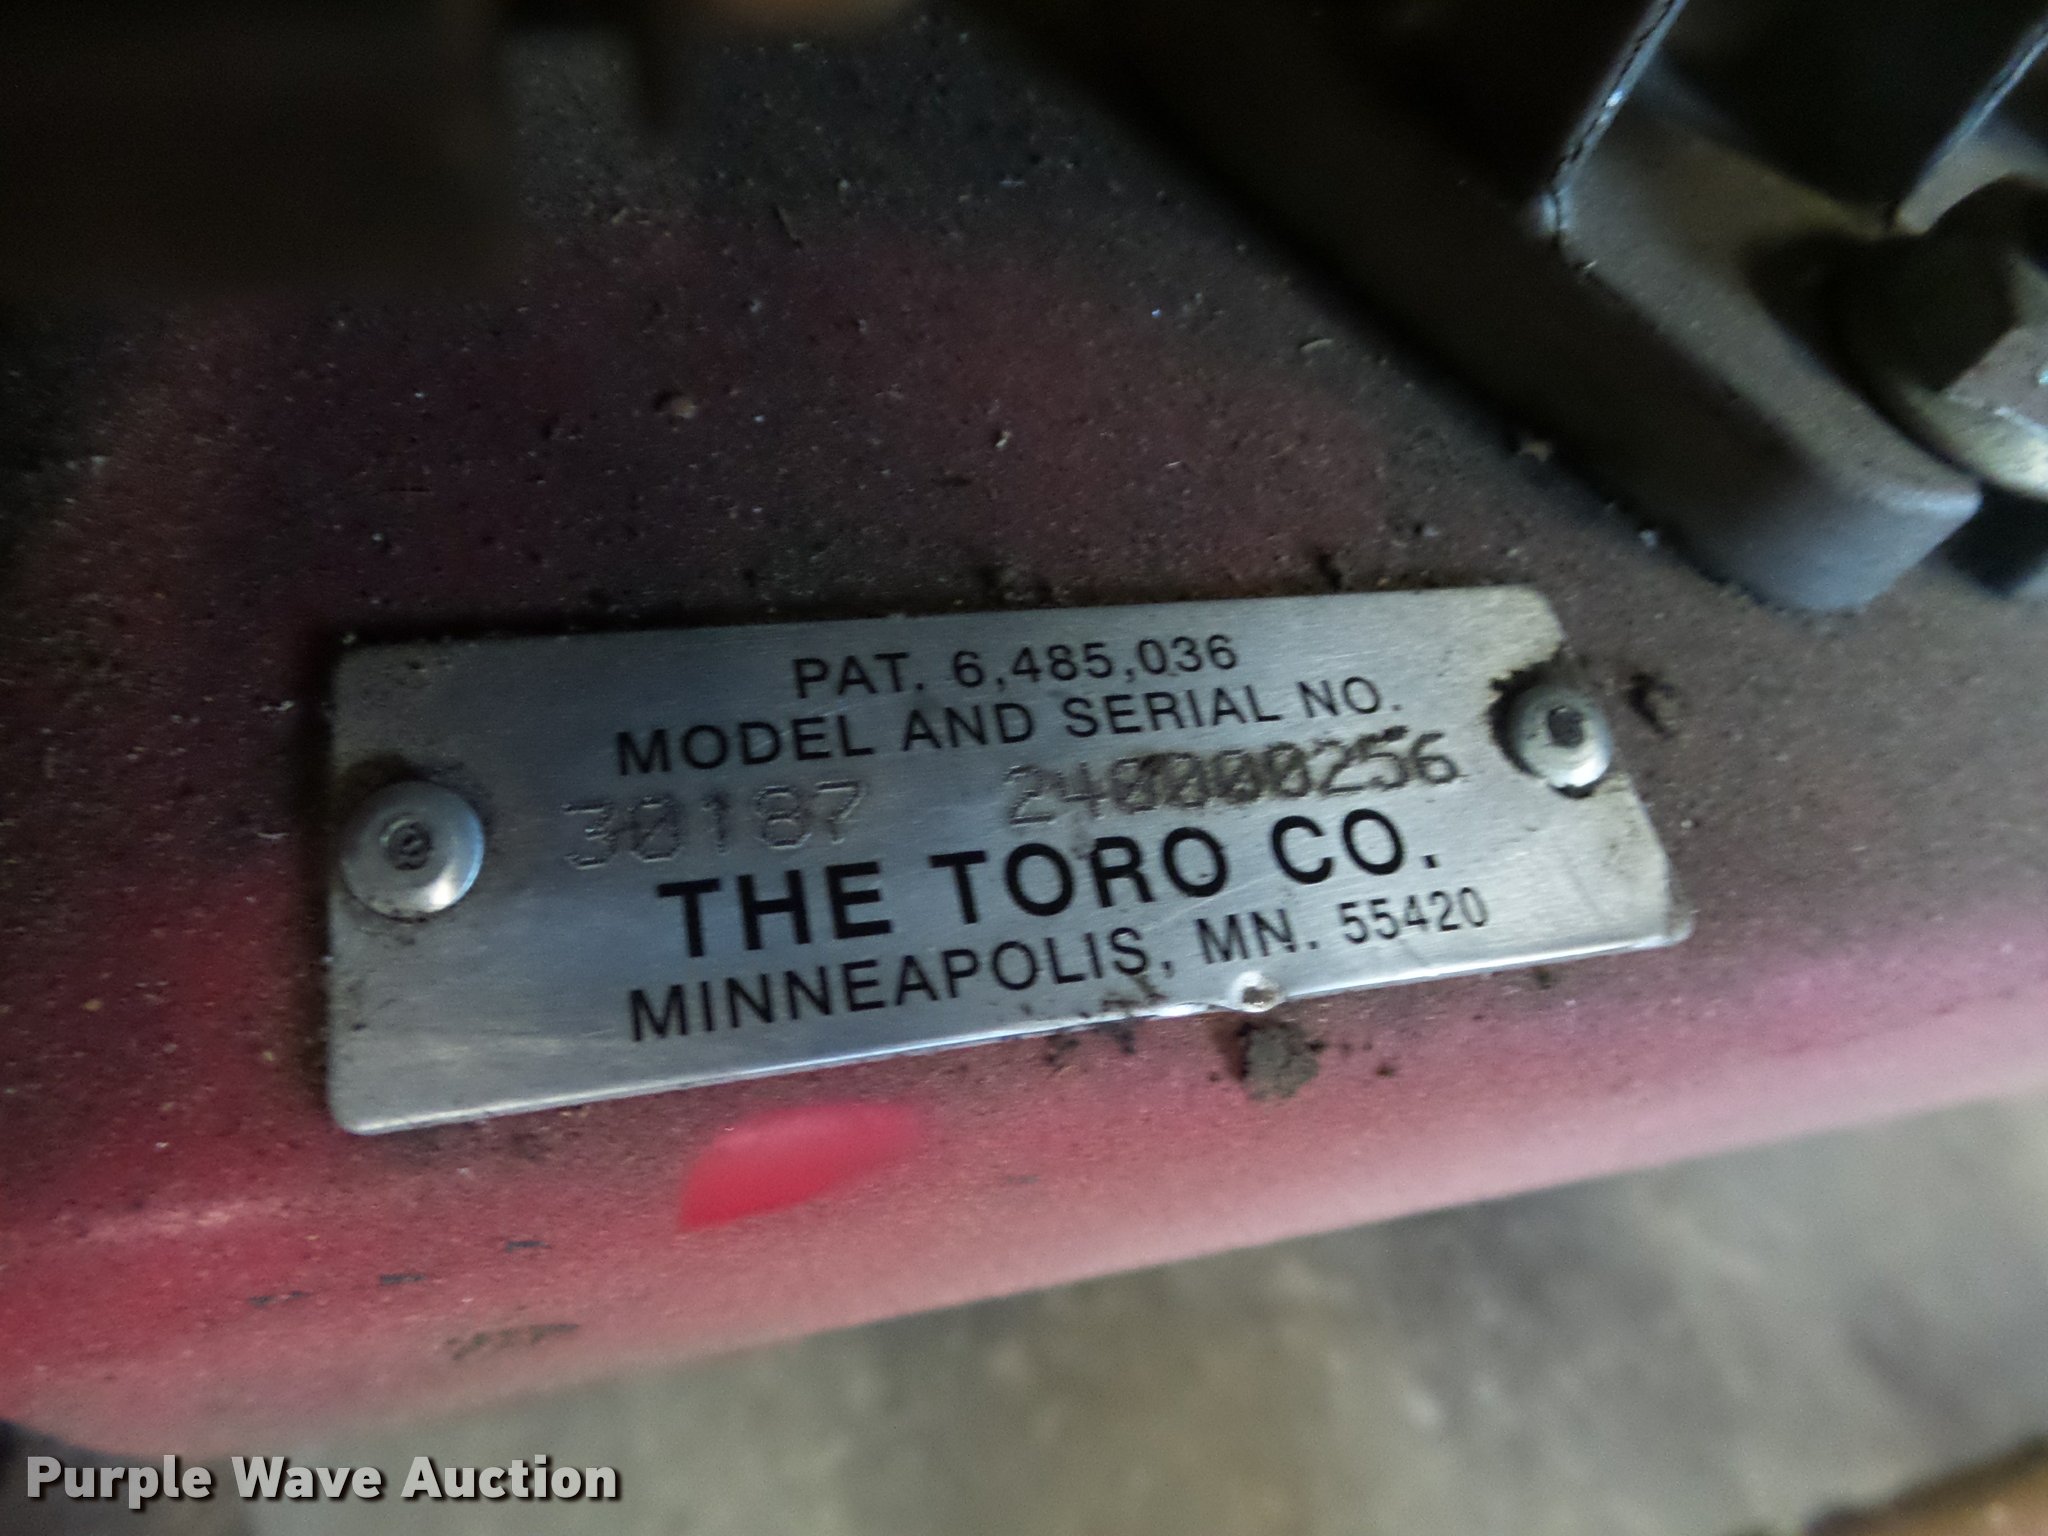 PAT. 6,485,036
MODEL AND SERIAL NO.
30187 240000256
THE TORO CO.
MINNEAPOLIS, MN. 55420
Purple Wave Auction